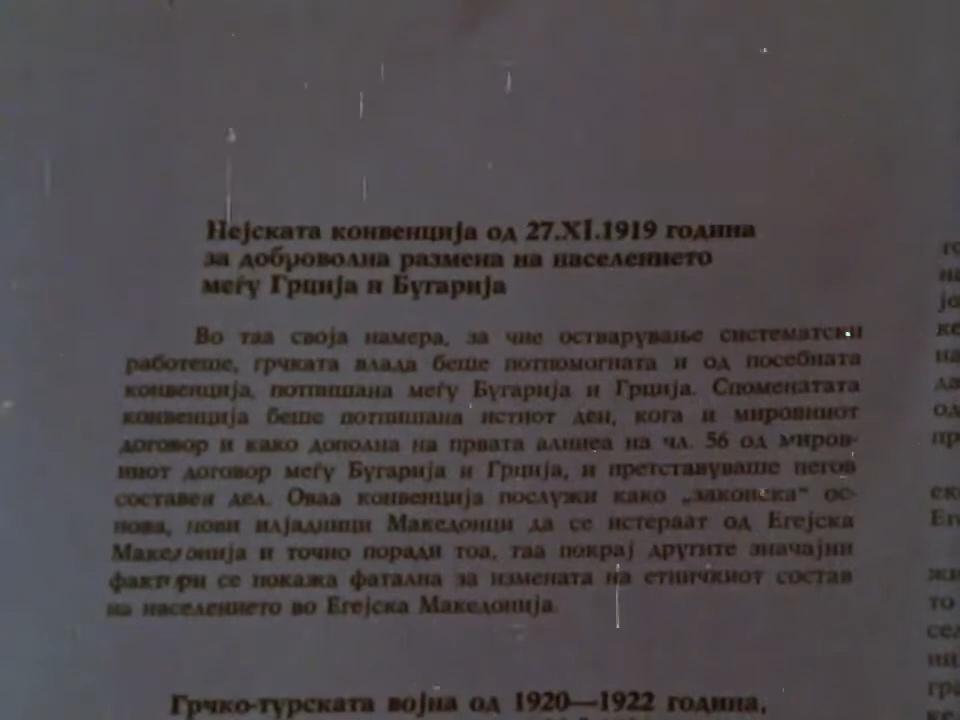 Нејската конвенција од 27.XI.1919 година
за доброволна размена на населението
меѓу Грција и Бугарија
Во таа своја намера, за чие остварување систематски
работеше, грчката влада беше потпомогната и од посебната
конвенција, потпишана меѓу Бугарија и Грција. Споменатата
конвенција беше потпишана истиот ден, кога и мировниот
договор и како дополна на првата алинеа на чл. 56 од миров-
ниот договор меѓу Бугарија и Грција, и претставуваше негов
составен дел. Оваа конвенција послужи како „законска“ ос-
нова, нови илјадници Македонци да се истераат од Егејска
Македонија и точно поради тоа, таа покрај другите значајни
фактори се покажа фатална за измената на етничкиот состав
на населението во Егејска Македонија.
Грчко-турската војна од 1920—1922 година,